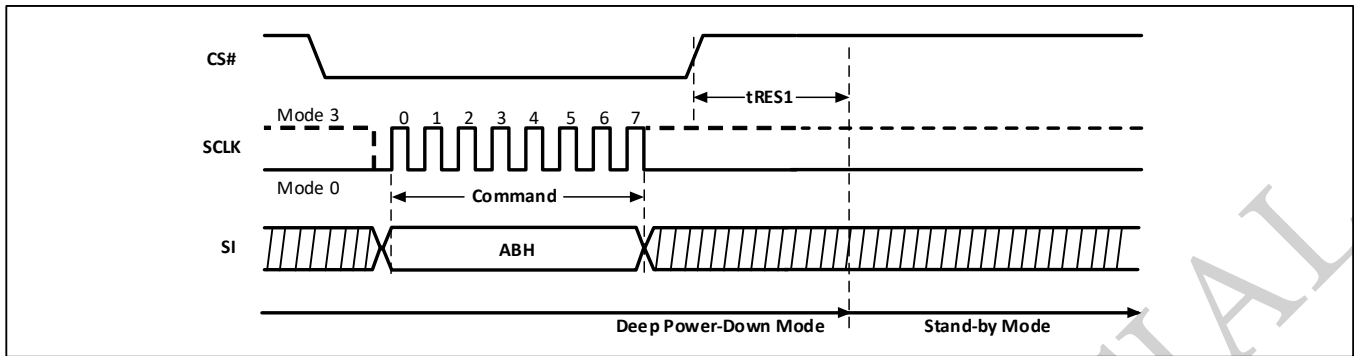 CS#
tRES1
Mode 3
0 1 2 3 4 5 6 7
SCLK
Mode 0
Command
SI
ABH
Deep Power-Down Mode
Stand-by Mode